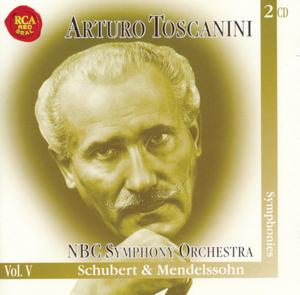 RCA
RED
SEAL
ARTURO TOSCANINI
2 CD
Symphonies
NBC SYMPHONY ORCHESTRA
Vol. V
Schubert & Mendelssohn